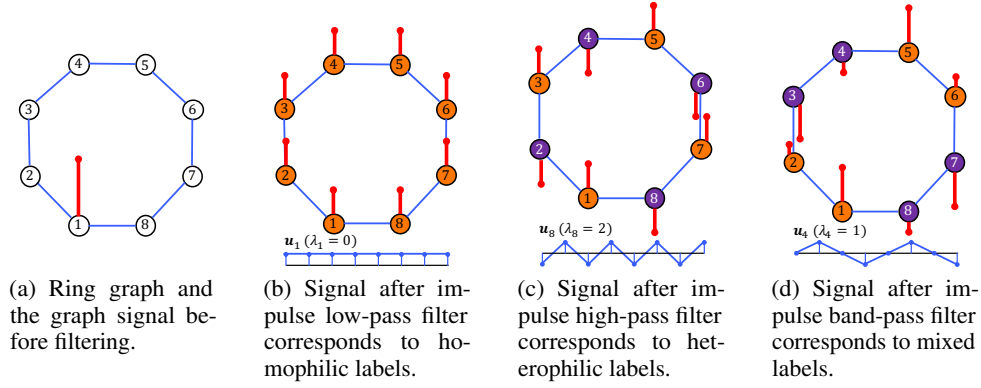 4 5
3 6
2 7
1 8
4 5
3 6
2 7
1 8
u₁ (λ₁ = 0)
4 5
3 6
2 7
1 8
u₈ (λ₈ = 2)
4 5
3 6
2 7
1 8
u₄ (λ₄ = 1)
(a) Ring graph and
the graph signal be-
fore filtering.
(b) Signal after im-
pulse low-pass filter
corresponds to ho-
mophilic labels.
(c) Signal after im-
pulse high-pass filter
corresponds to het-
erophilic labels.
(d) Signal after im-
pulse band-pass filter
corresponds to mixed
labels.